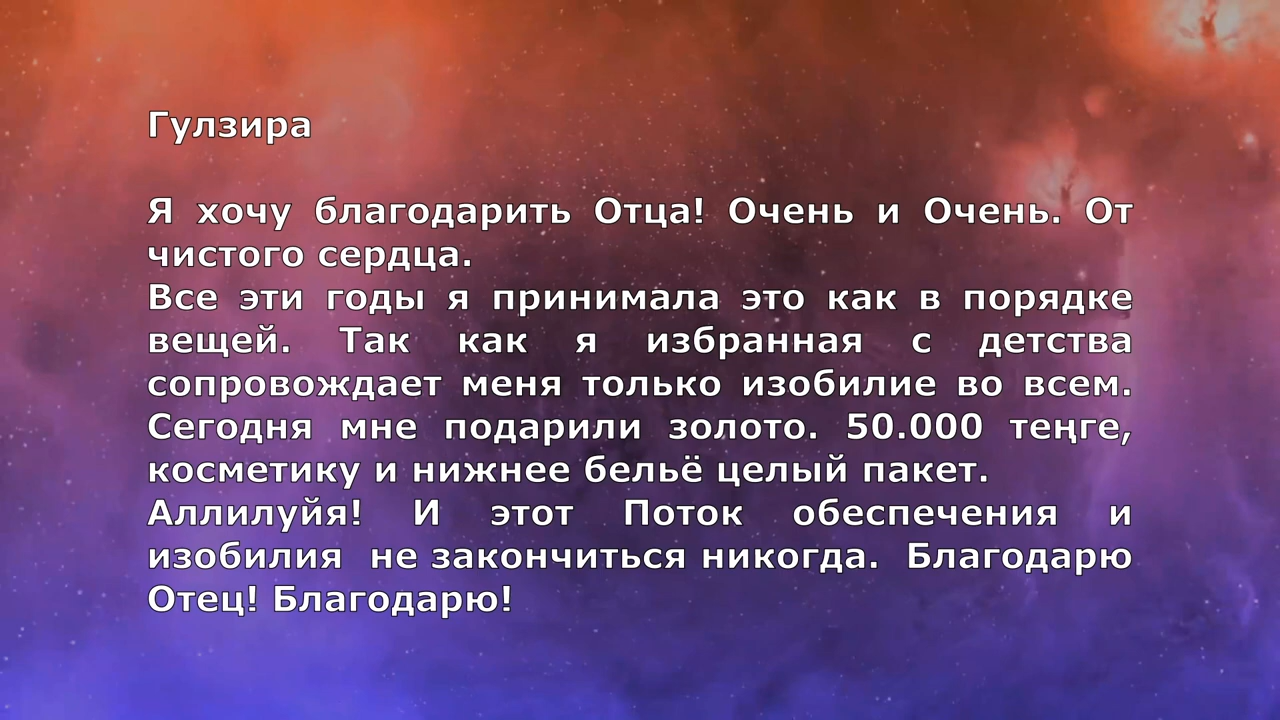 Гулзира
Я хочу благодарить Отца! Очень и Очень. От
чистого сердца.
Все эти годы я принимала это как в порядке
вещей. Так как я избранная с детства
сопровождает меня только изобилие во всем.
Сегодня мне подарили золото. 50.000 теңге,
косметику и нижнее бельё целый пакет.
Аллилуйя! И этот Поток обеспечения и
изобилия не закончиться никогда. Благодарю
Отец! Благодарю!